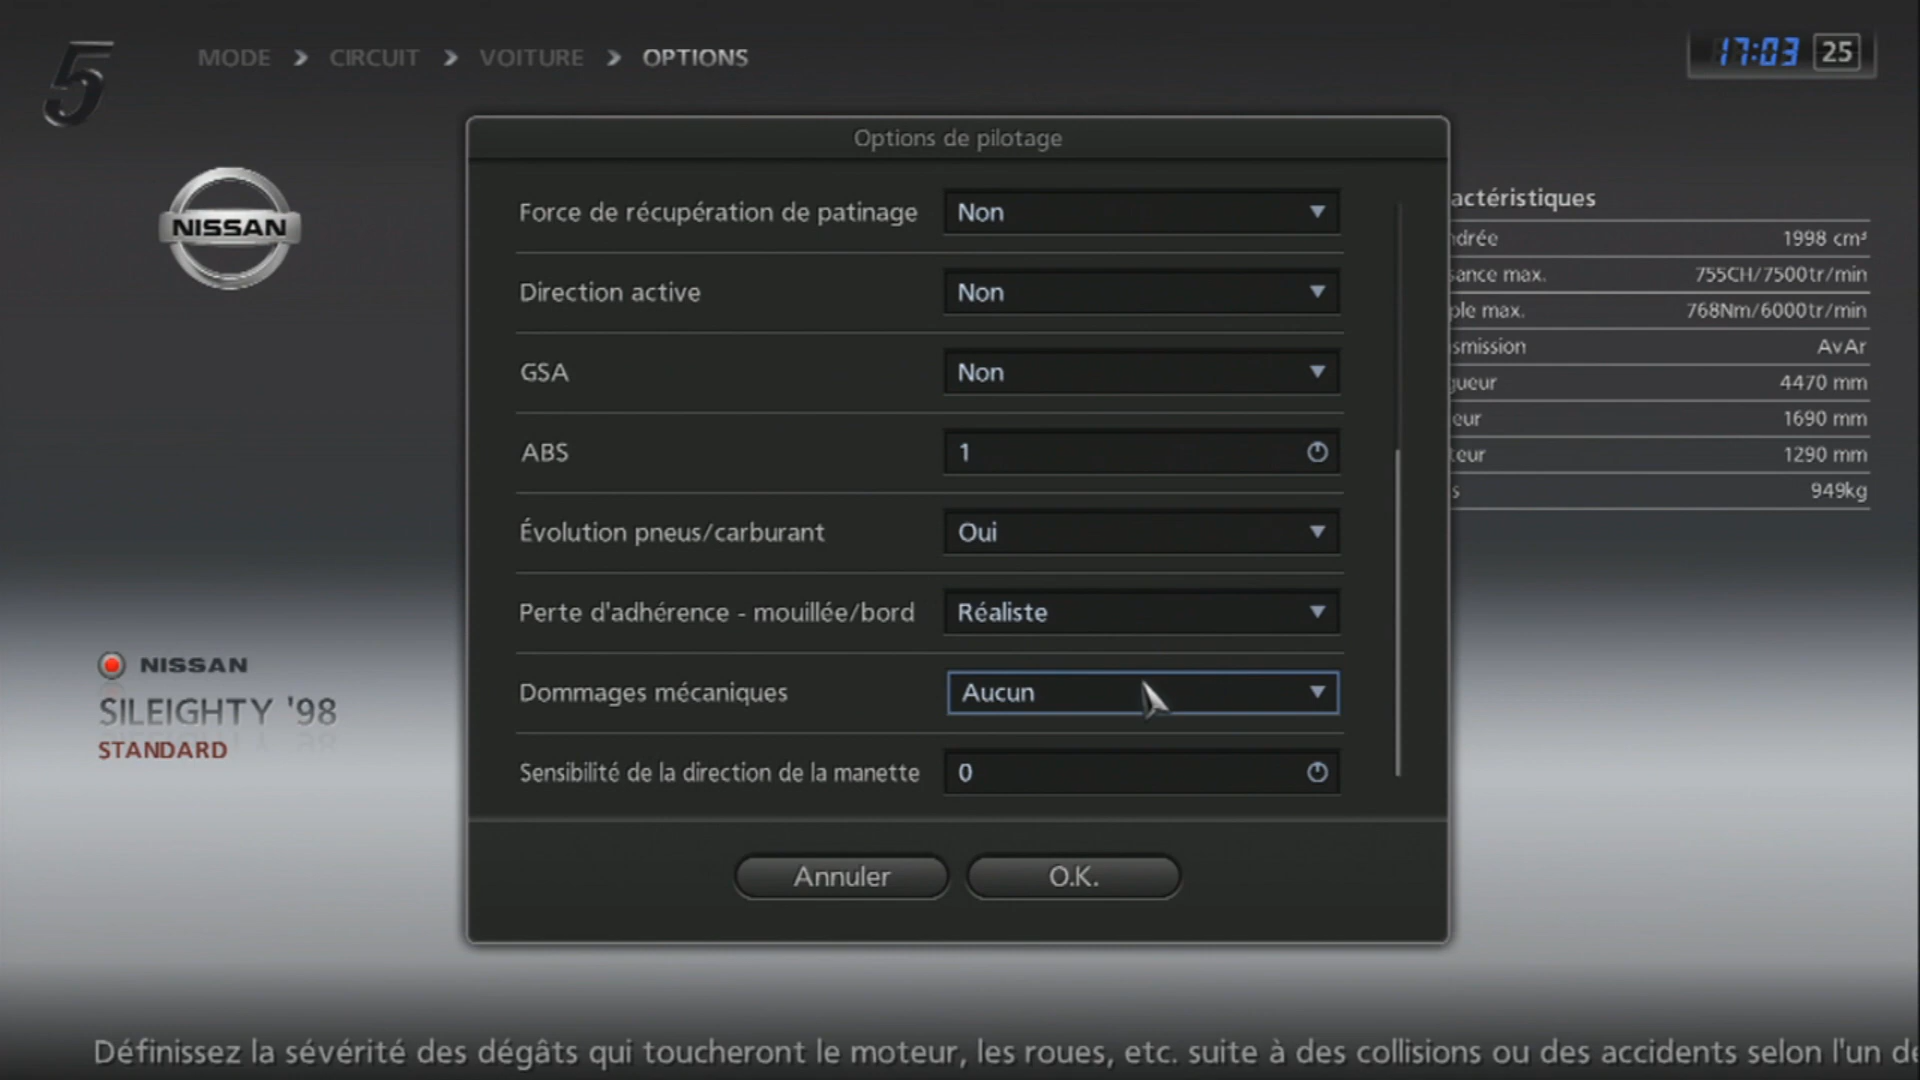 5
MODE > CIRCUIT > VOITURE > OPTIONS
17:03 25
Options de pilotage
NISSAN
Force de récupération de patinage Non
Direction active Non
GSA Non
ABS 1
Évolution pneus/carburant Oui
Perte d'adhérence - mouillée/bord Réaliste
Dommages mécaniques Aucun
Sensibilité de la direction de la manette 0
Annuler O.K.
actéristiques
ndrée 1998 cm³
sance max. 755CH/7500tr/min
ple max. 768Nm/6000tr/min
smission AvAr
gueur 4470 mm
eur 1690 mm
teur 1290 mm
s 949kg
NISSAN
SILEIGHTY '98
STANDARD
Définissez la sévérité des dégâts qui toucheront le moteur, les roues, etc. suite à des collisions ou des accidents selon l'un de